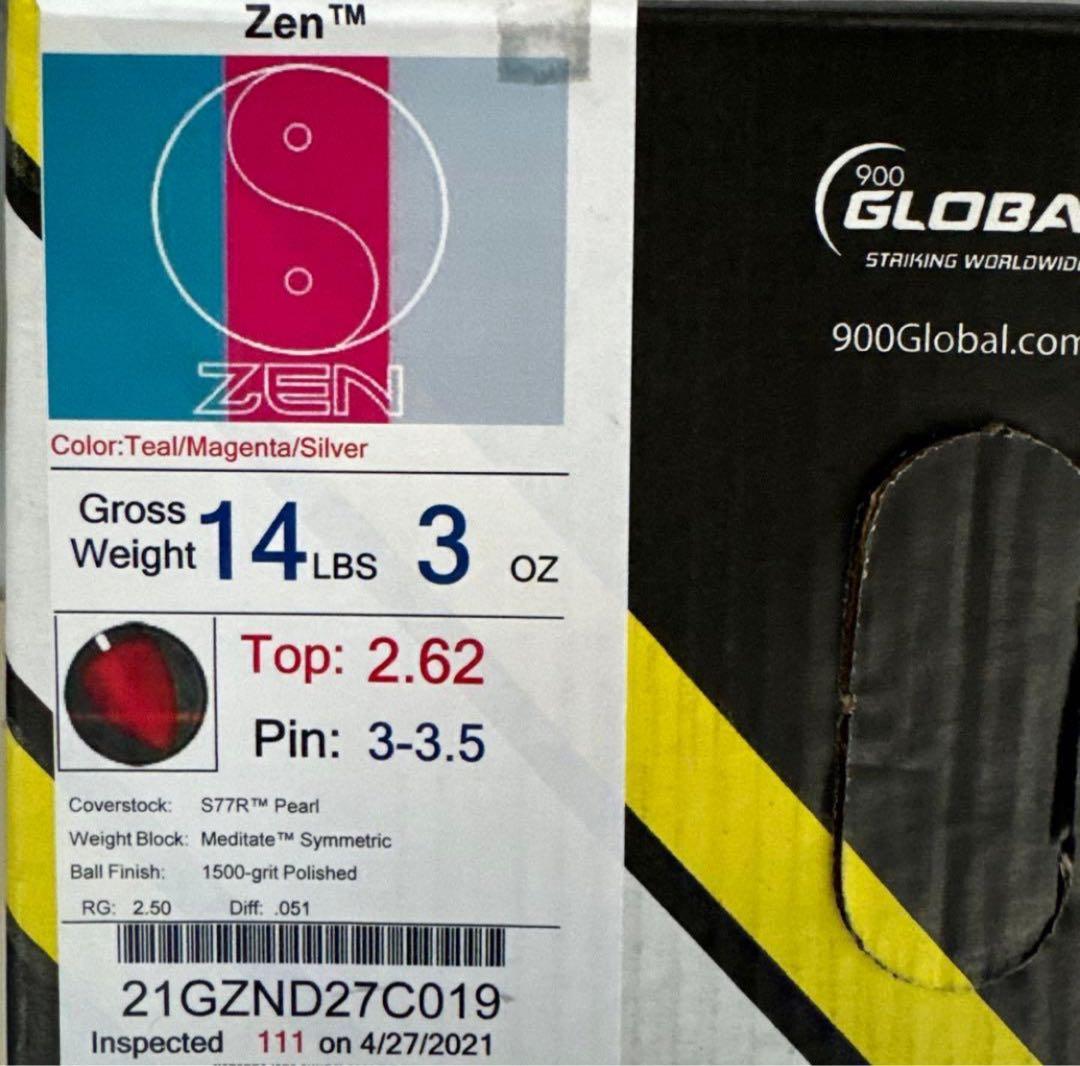 Zen™
ZEN
Color:Teal/Magenta/Silver
Gross Weight 14 LBS 3 OZ
Top: 2.62
Pin: 3-3.5
Coverstock: S77R™ Pearl
Weight Block: Meditate™ Symmetric
Ball Finish: 1500-grit Polished
RG: 2.50 Diff: .051
21GZND27C019
Inspected 111 on 4/27/2021
900
GLOBA
STRIKING WORLDWID
900Global.com